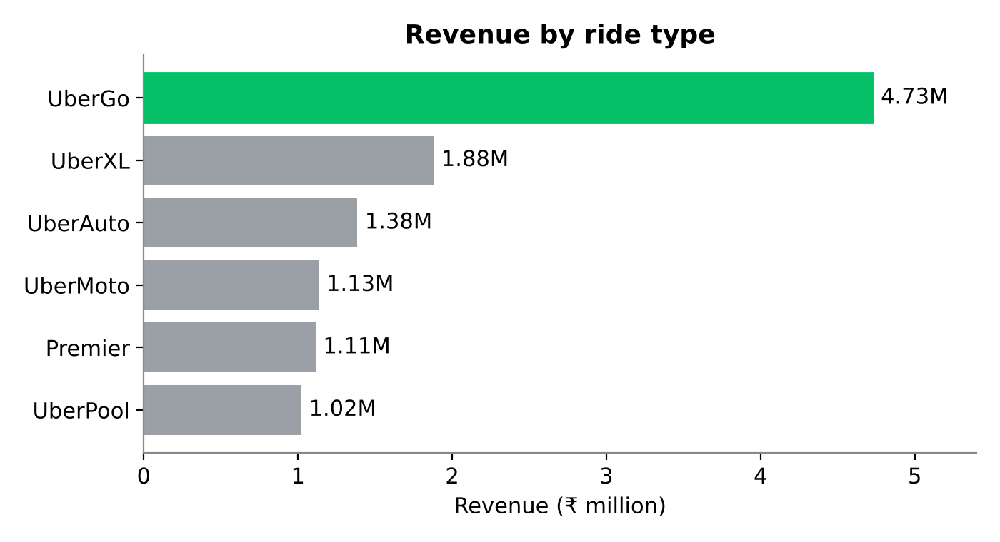 Revenue by ride type
UberGo 4.73M
UberXL 1.88M
UberAuto 1.38M
UberMoto 1.13M
Premier 1.11M
UberPool 1.02M
0 1 2 3 4 5
Revenue (₹ million)